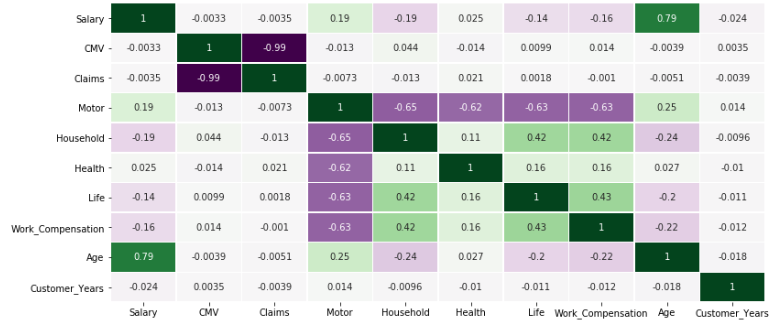 Salary 1 -0.0033 -0.0035 0.19 -0.19 0.025 -0.14 -0.16 0.79 -0.024
CMV -0.0033 1 -0.99 -0.013 0.044 -0.014 0.0099 0.014 -0.0039 0.0035
Claims -0.0035 -0.99 1 -0.0073 -0.013 0.021 0.0018 -0.001 -0.0051 -0.0039
Motor 0.19 -0.013 -0.0073 1 -0.65 -0.62 -0.63 -0.63 0.25 0.014
Household -0.19 0.044 -0.013 -0.65 1 0.11 0.42 0.42 -0.24 -0.0096
Health 0.025 -0.014 0.021 -0.62 0.11 1 0.16 0.16 0.027 -0.01
Life -0.14 0.0099 0.0018 -0.63 0.42 0.16 1 0.43 -0.2 -0.011
Work_Compensation -0.16 0.014 -0.001 -0.63 0.42 0.16 0.43 1 -0.22 -0.012
Age 0.79 -0.0039 -0.0051 0.25 -0.24 0.027 -0.2 -0.22 1 -0.018
Customer_Years -0.024 0.0035 -0.0039 0.014 -0.0096 -0.01 -0.011 -0.012 -0.018 1
Salary CMV Claims Motor Household Health Life Work_Compensation Age Customer_Years